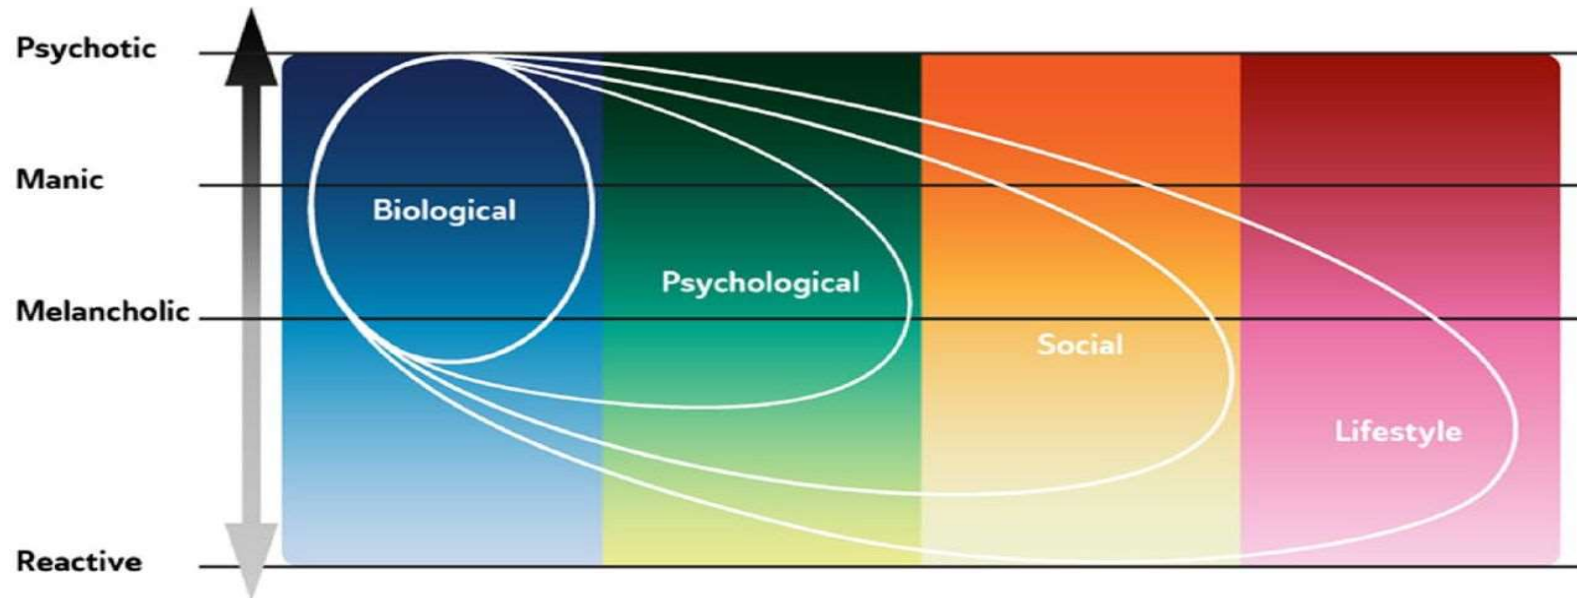 Psychotic
Manic
Biological
Psychological
Melancholic
Social
Lifestyle
Reactive